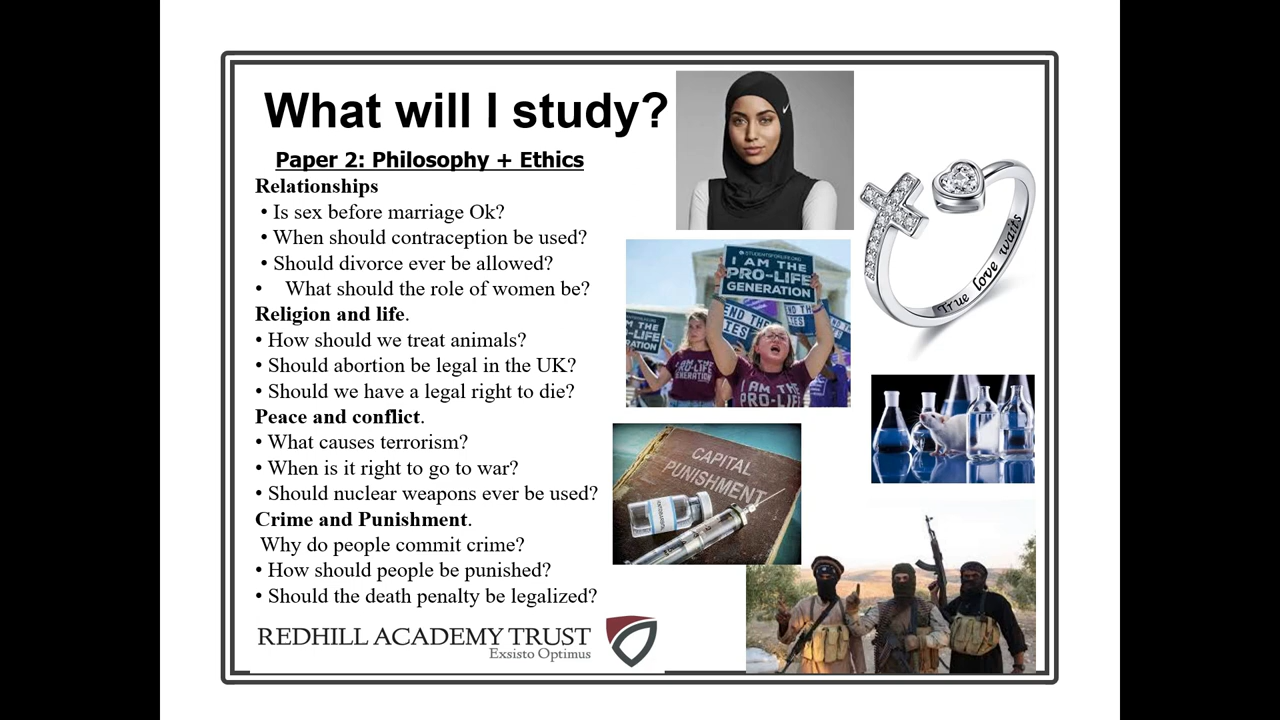 What will I study?
Paper 2: Philosophy + Ethics
Relationships
• Is sex before marriage Ok?
• When should contraception be used?
• Should divorce ever be allowed?
• What should the role of women be?
Religion and life.
• How should we treat animals?
• Should abortion be legal in the UK?
• Should we have a legal right to die?
Peace and conflict.
• What causes terrorism?
• When is it right to go to war?
• Should nuclear weapons ever be used?
Crime and Punishment.
Why do people commit crime?
• How should people be punished?
• Should the death penalty be legalized?
REDHILL ACADEMY TRUST
Exsisto Optimus
True love waits
STUDENTSFORLIFE.ORG
I AM THE
PRO-LIFE
GENERATION
I AM THE
PRO-LIFE
CAPITAL
PUNISHMENT